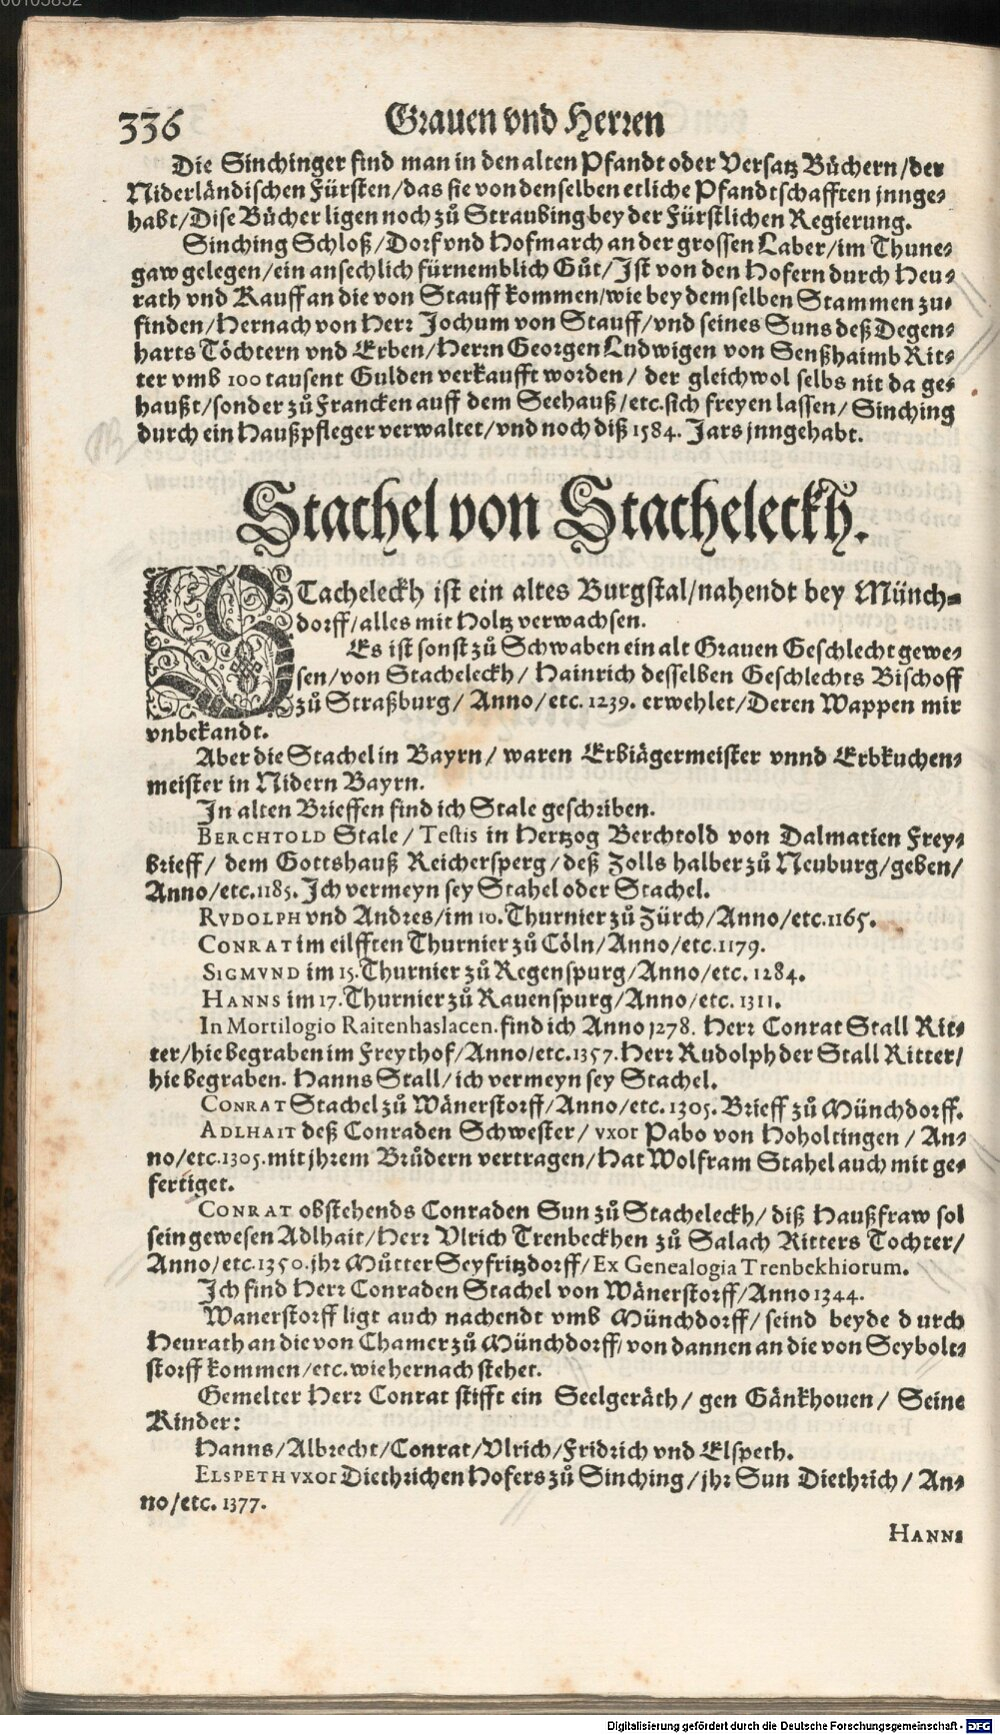 336 Grauen vnd Herren
Die Sinchinger find man in den alten Pfandt oder Versatz Büchern/der
Niderländischen Fürsten/das sie von denselben etliche Pfandtschafften jnnge-
habt/Dise Bücher ligen noch zů Straubing bey der Fürstlichen Regierung.
Sinching Schloß/Dorf vnd Hofmarch an der grossen Laber/im Thune-
gaw gelegen/ein ansechlich fürnemblich Gůt/Ist von den Hofern durch Heu-
rath vnd Kauff an die von Stauff kommen/wie bey demselben Stammen zu-
finden/Hernach von Herr Jochum von Stauff/vnd seines Suns deß Degen-
harts Töchtern vnd Erben/Herrn Georgen Ludwigen von Senßhaimb Rit-
ter vmb 100 tausent Gulden verkaufft worden/ der gleichwol selbs nit da ge-
haußt/sonder zů Francken auff dem Seehauß/etc.sich freyen lassen/ Sinching
durch ein Haußpfleger verwaltet/vnd noch diß 1584. Jars jnngehabt.
Stachel von Stacheleckh.
STacheleckh ist ein altes Burgstal/nahendt bey Münch-
dorff/alles mit Holtz verwachsen.
Es ist sonst zů Schwaben ein alt Grauen Geschlecht gewe-
sen/von Stacheleckh/ Hainrich desselben Geschlechts Bischoff
zů Straßburg/ Anno/etc. 1239. erwehlet/Deren Wappen mir
vnbekandt.
Aber die Stachel in Bayrn/ waren Erbjägermeister vnnd Erbkuchen-
meister in Nidern Bayrn.
In alten Brieffen find ich Stale geschriben.
BERCHTOLD Stale/Testis in Hertzog Berchtold von Dalmatien Frey-
brieff/ dem Gottshauß Reichersperg/deß Zolls halber zů Neuburg/geben/
Anno/etc.1185. Ich vermeyn sey Stahel oder Stachel.
RVDOLPH vnd Andres/im 10. Thurnier zů Zürch/Anno/etc.1165.
CONRAT im eilfften Thurnier zů Cöln/Anno/etc.1179.
SIGMVND im 15. Thurnier zů Regenspurg/Anno/etc. 1284.
HANNS im 17. Thurnier zů Rauenspurg/Anno/etc. 1311.
In Mortilogio Raitenhaslacen. find ich Anno 1278. Herr Conrat Stall Rit-
ter/hie begraben im Freythof/Anno/etc.1357. Herr Rudolph der Stall Ritter/
hie begraben. Hanns Stall/ich vermeyn sey Stachel.
CONRAT Stachel zů Wänerstorff/Anno/etc. 1305. Brieff zů Münchdorff.
ADLHAIT deß Conraden Schwester/ vxor Pabo von Hoholtingen/An-
no/etc.1305. mit jhrem Brůdern vertragen/Hat Wolfram Stahel auch mit ge-
fertiget.
CONRAT obstehends Conraden Sun zů Stacheleckh/ diß Haußfraw sol
sein gewesen Adlhait/Herr Vlrich Trenbeckhen zů Salach Ritters Tochter/
Anno/etc.1350. jhr Můtter Seyfritzdorff/Ex Genealogia Trenbekhiorum.
Ich find Herr Conraden Stachel von Wänerstorff/Anno 1344.
Wanerstorff ligt auch nachendt vmb Münchdorff/ seind beyde durch
Heurath an die von Chamer zů Münchdorff/von dannen an die von Seybolt-
storff kommen/etc.wie hernach stehet.
Gemelter Herr Conrat stifft ein Seelgeräth/ gen Gänkhouen/ Seine
Kinder:
Hanns/Albrecht/Conrat/Vlrich/Fridrich vnd Elspeth.
ELSPETH vxor Diethrichen Hofers zů Sinching/jhr Sun Diethrich/ An-
no/etc. 1377.
HANNS
Digitalisierung gefördert durch die Deutsche Forschungsgemeinschaft - DFG